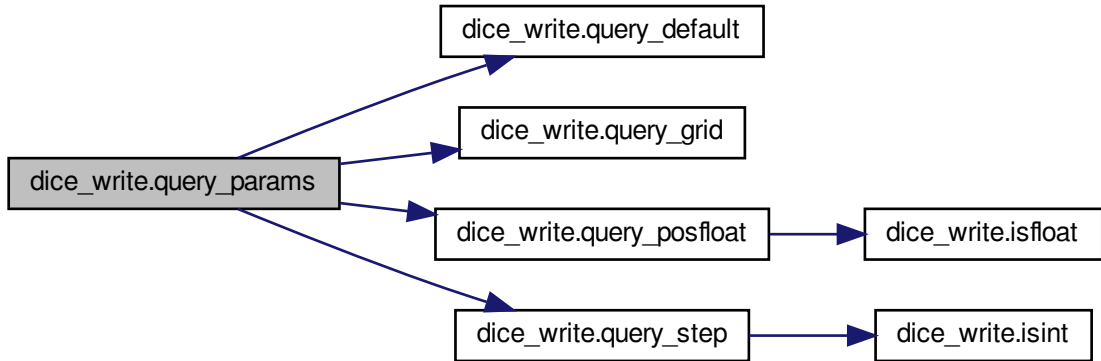 dice_write.query_default
dice_write.query_grid
dice_write.query_params
dice_write.query_posfloat
dice_write.isfloat
dice_write.query_step
dice_write.isint